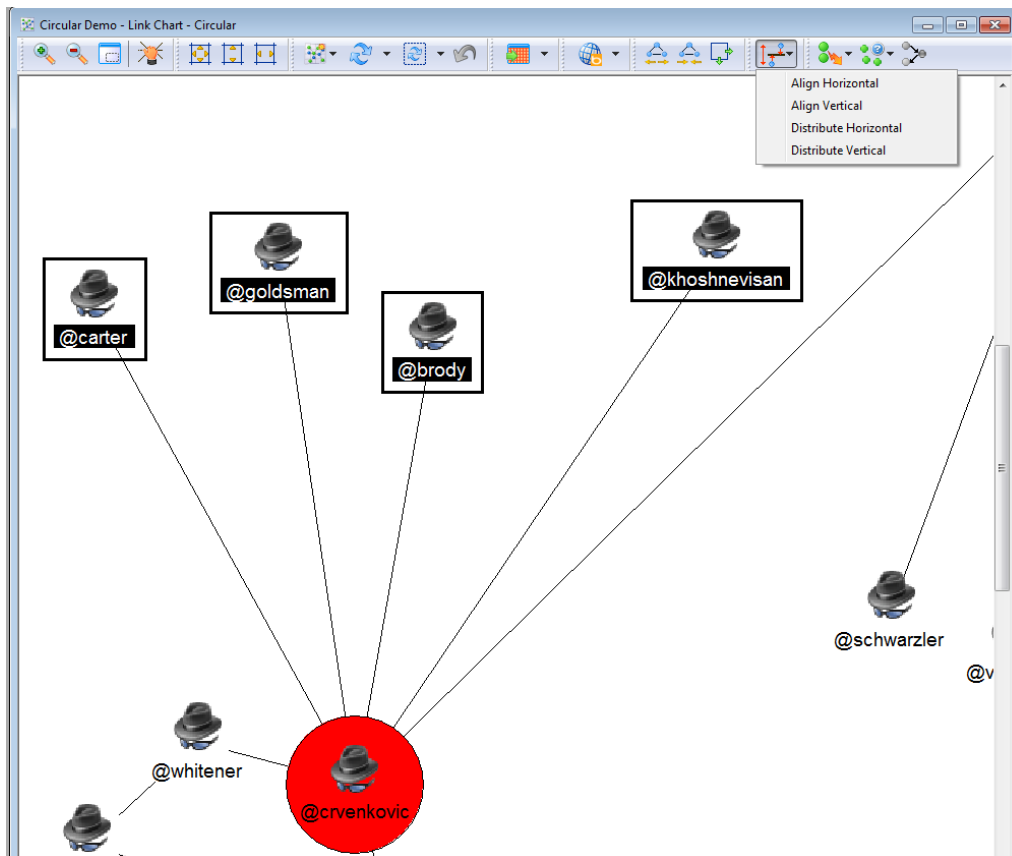 Circular Demo - Link Chart - Circular
Align Horizontal
Align Vertical
Distribute Horizontal
Distribute Vertical
@goldsman
@khoshnevisan
@carter
@brody
@schwarzler
@v
@whitener
@crvenkovic